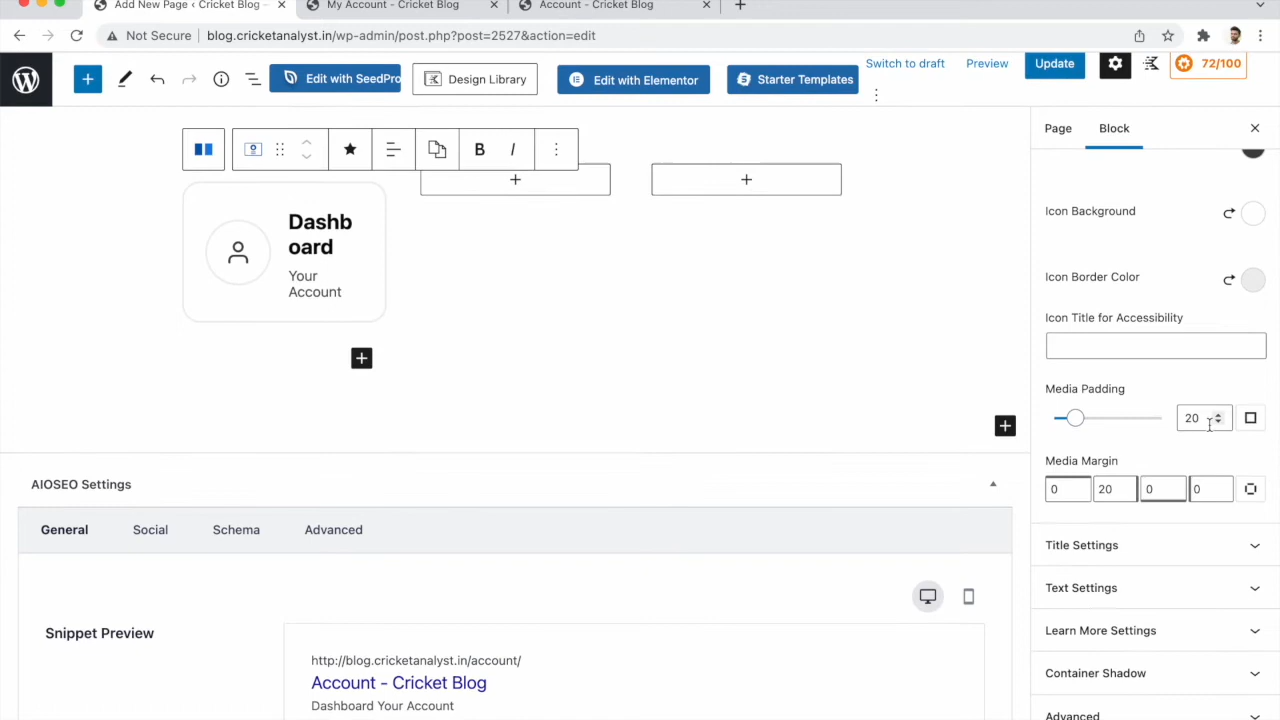 Add New Page ‹ Cricket Blog –
My Account - Cricket Blog
Account - Cricket Blog
Not Secure
blog.cricketanalyst.in/wp-admin/post.php?post=2527&action=edit
Edit with SeedPro
Design Library
Edit with Elementor
Starter Templates
Switch to draft
Preview
Update
72/100
Page
Block
B I
Dashb
oard
Your
Account
Icon Background
Icon Border Color
Icon Title for Accessibility
Media Padding
20
Media Margin
0
20
0
0
AIOSEO Settings
General
Social
Schema
Advanced
Title Settings
Text Settings
Learn More Settings
Container Shadow
Advanced
Snippet Preview
http://blog.cricketanalyst.in/account/
Account - Cricket Blog
Dashboard Your Account